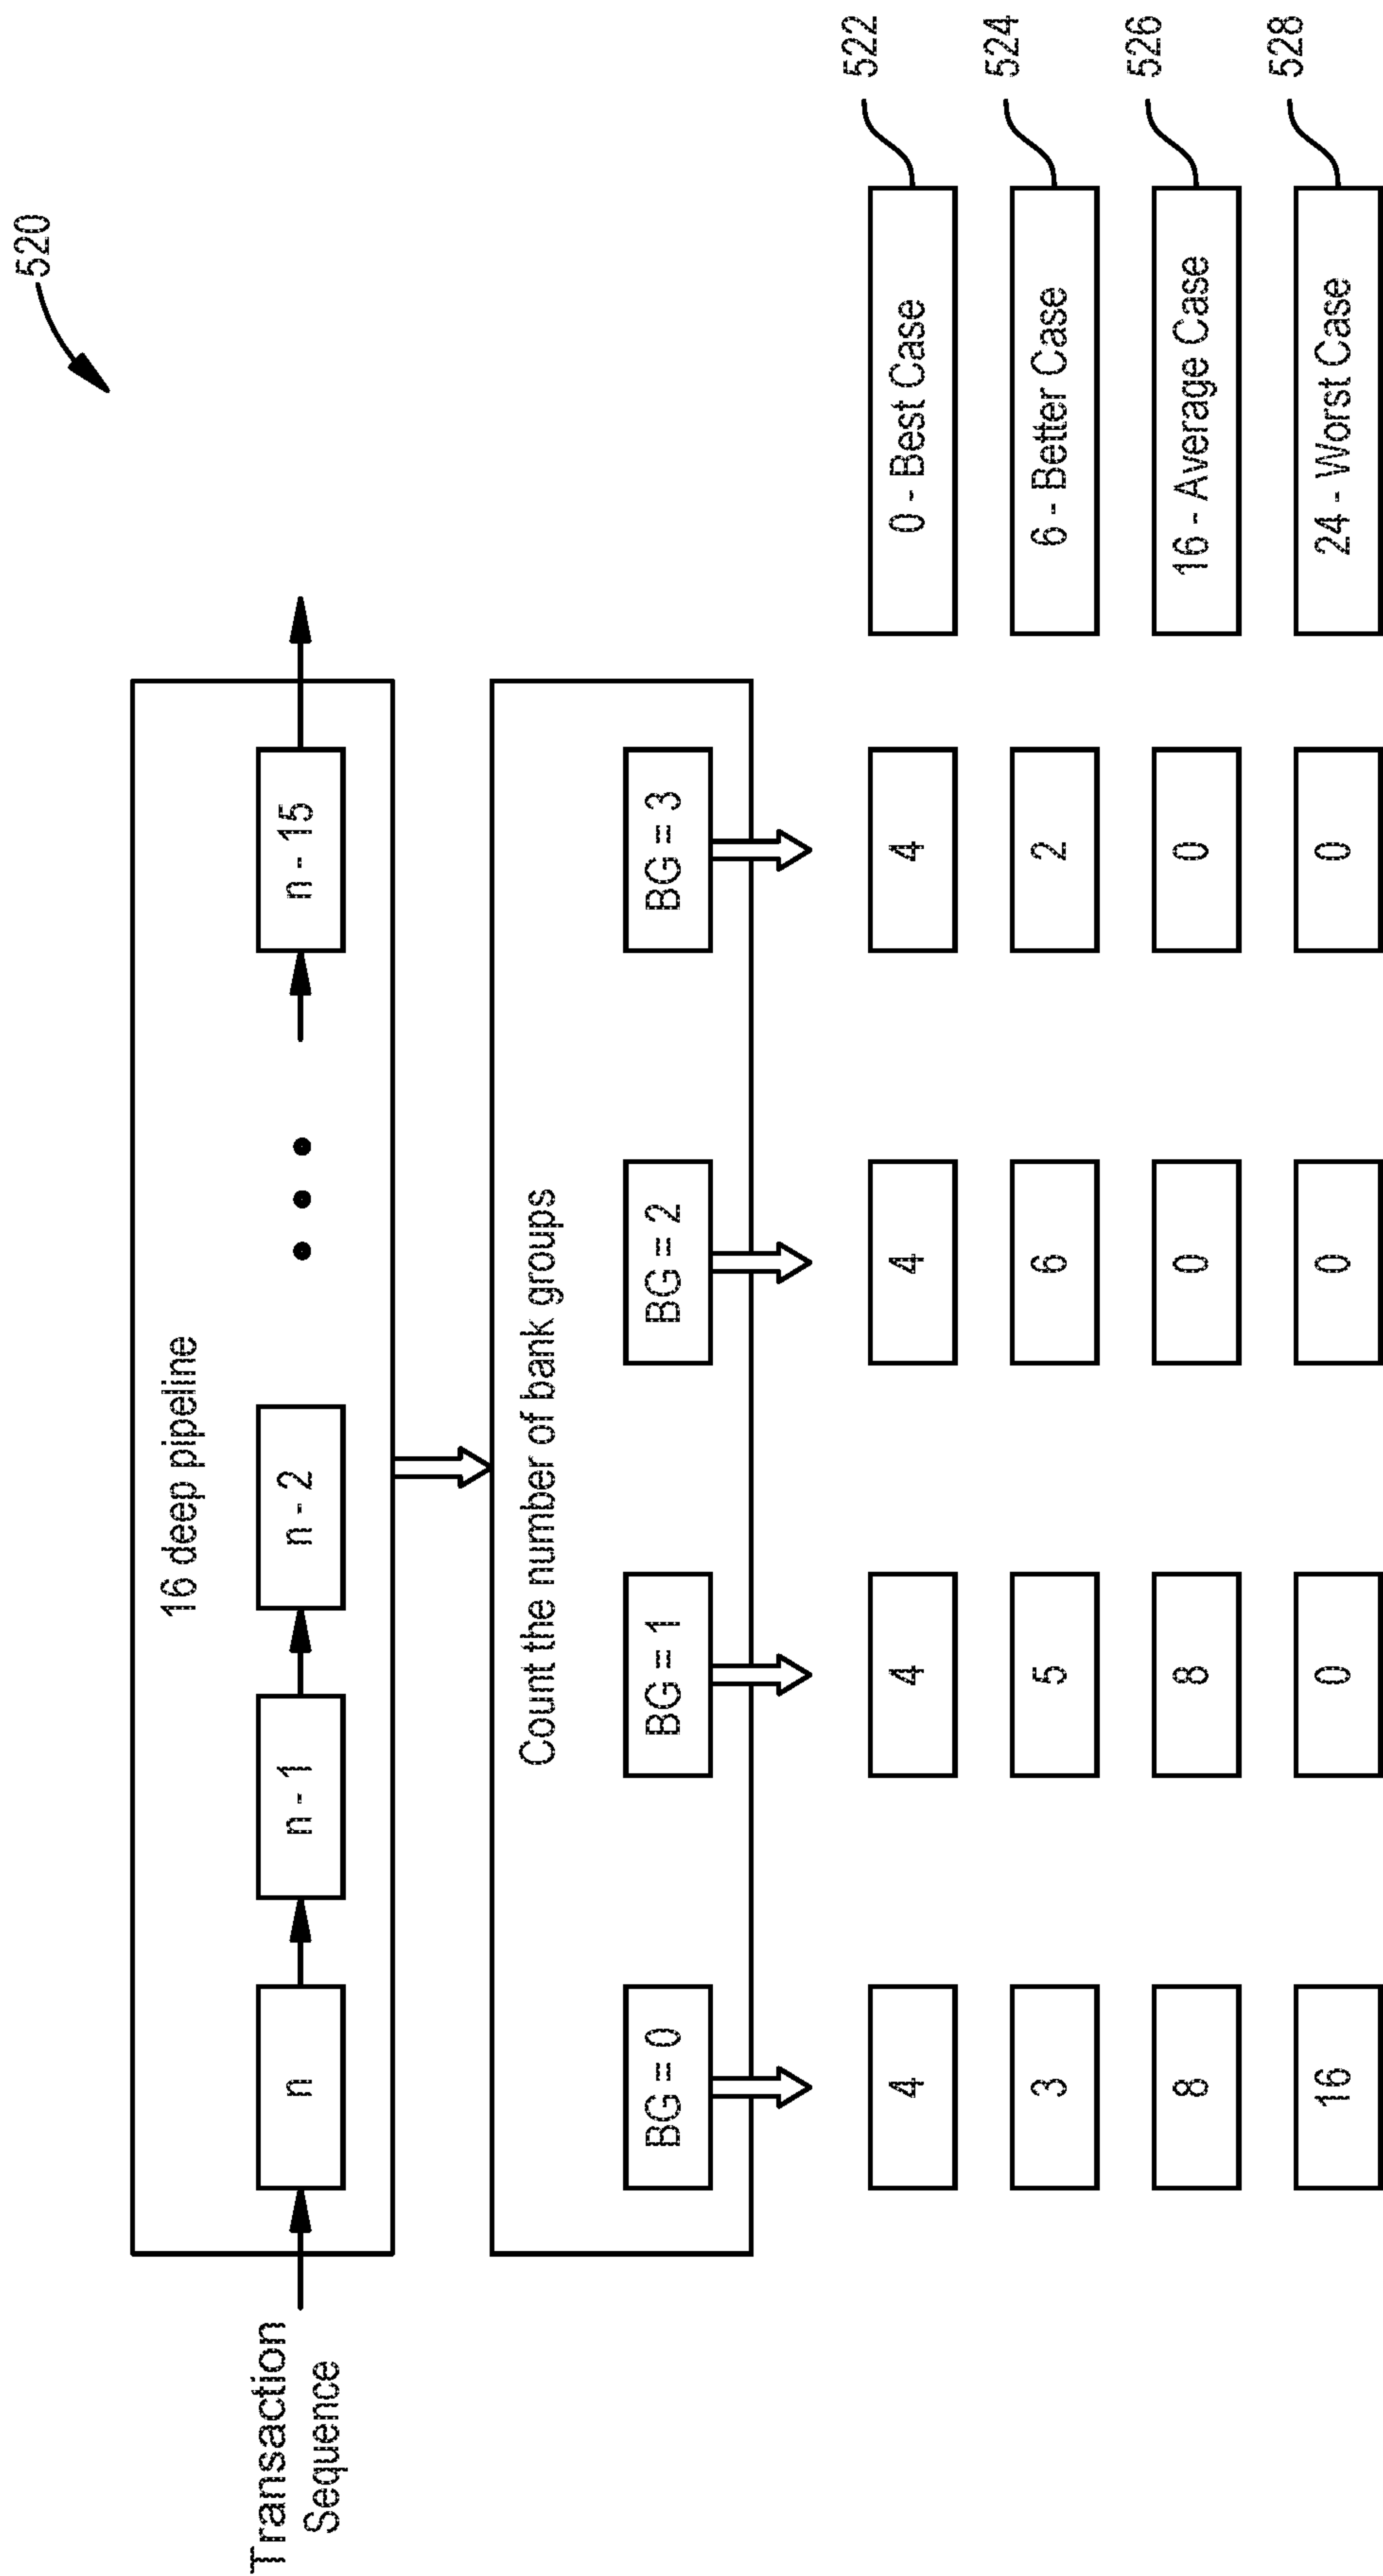 520
16 deep pipeline
Transaction
Sequence
n
n - 1
n - 2
n - 15
Count the number of bank groups
BG = 0
BG = 1
BG = 2
BG = 3
4
4
4
4
0 - Best Case
522
3
5
6
2
6 - Better Case
524
8
8
0
0
16 - Average Case
526
16
0
0
0
24 - Worst Case
528